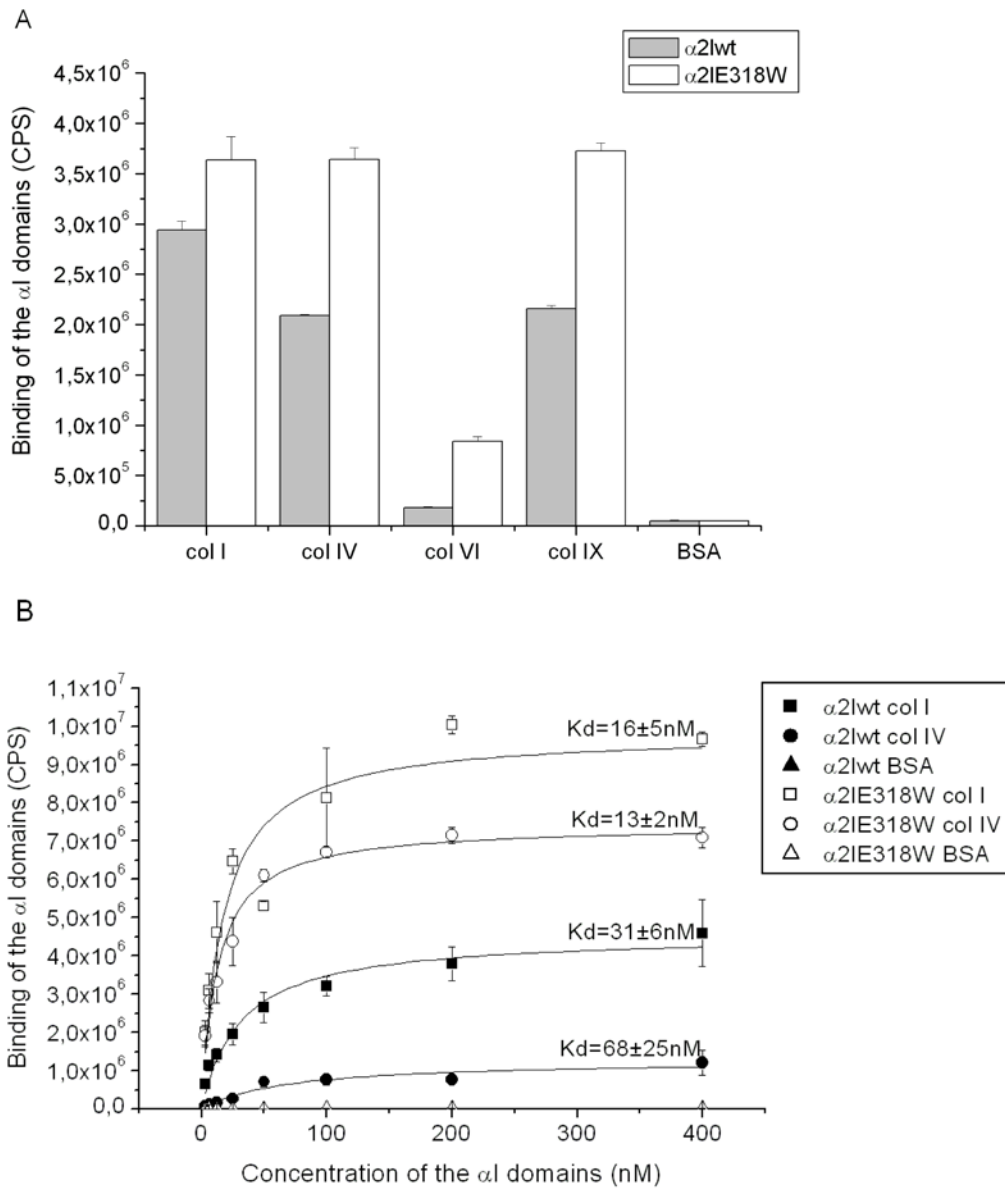 A
α2Iwt
α2IE318W
Binding of the αI domains (CPS)
4,5x10⁶
4,0x10⁶
3,5x10⁶
3,0x10⁶
2,5x10⁶
2,0x10⁶
1,5x10⁶
1,0x10⁶
5,0x10⁵
0,0
col I col IV col VI col IX BSA
B
Binding of the αI domains (CPS)
1,1x10⁷
1,0x10⁷
9,0x10⁶
8,0x10⁶
7,0x10⁶
6,0x10⁶
5,0x10⁶
4,0x10⁶
3,0x10⁶
2,0x10⁶
1,0x10⁶
0,0
Kd=16±5nM
Kd=13±2nM
Kd=31±6nM
Kd=68±25nM
α2Iwt col I
α2Iwt col IV
α2Iwt BSA
α2IE318W col I
α2IE318W col IV
α2IE318W BSA
0 100 200 300 400
Concentration of the αI domains (nM)